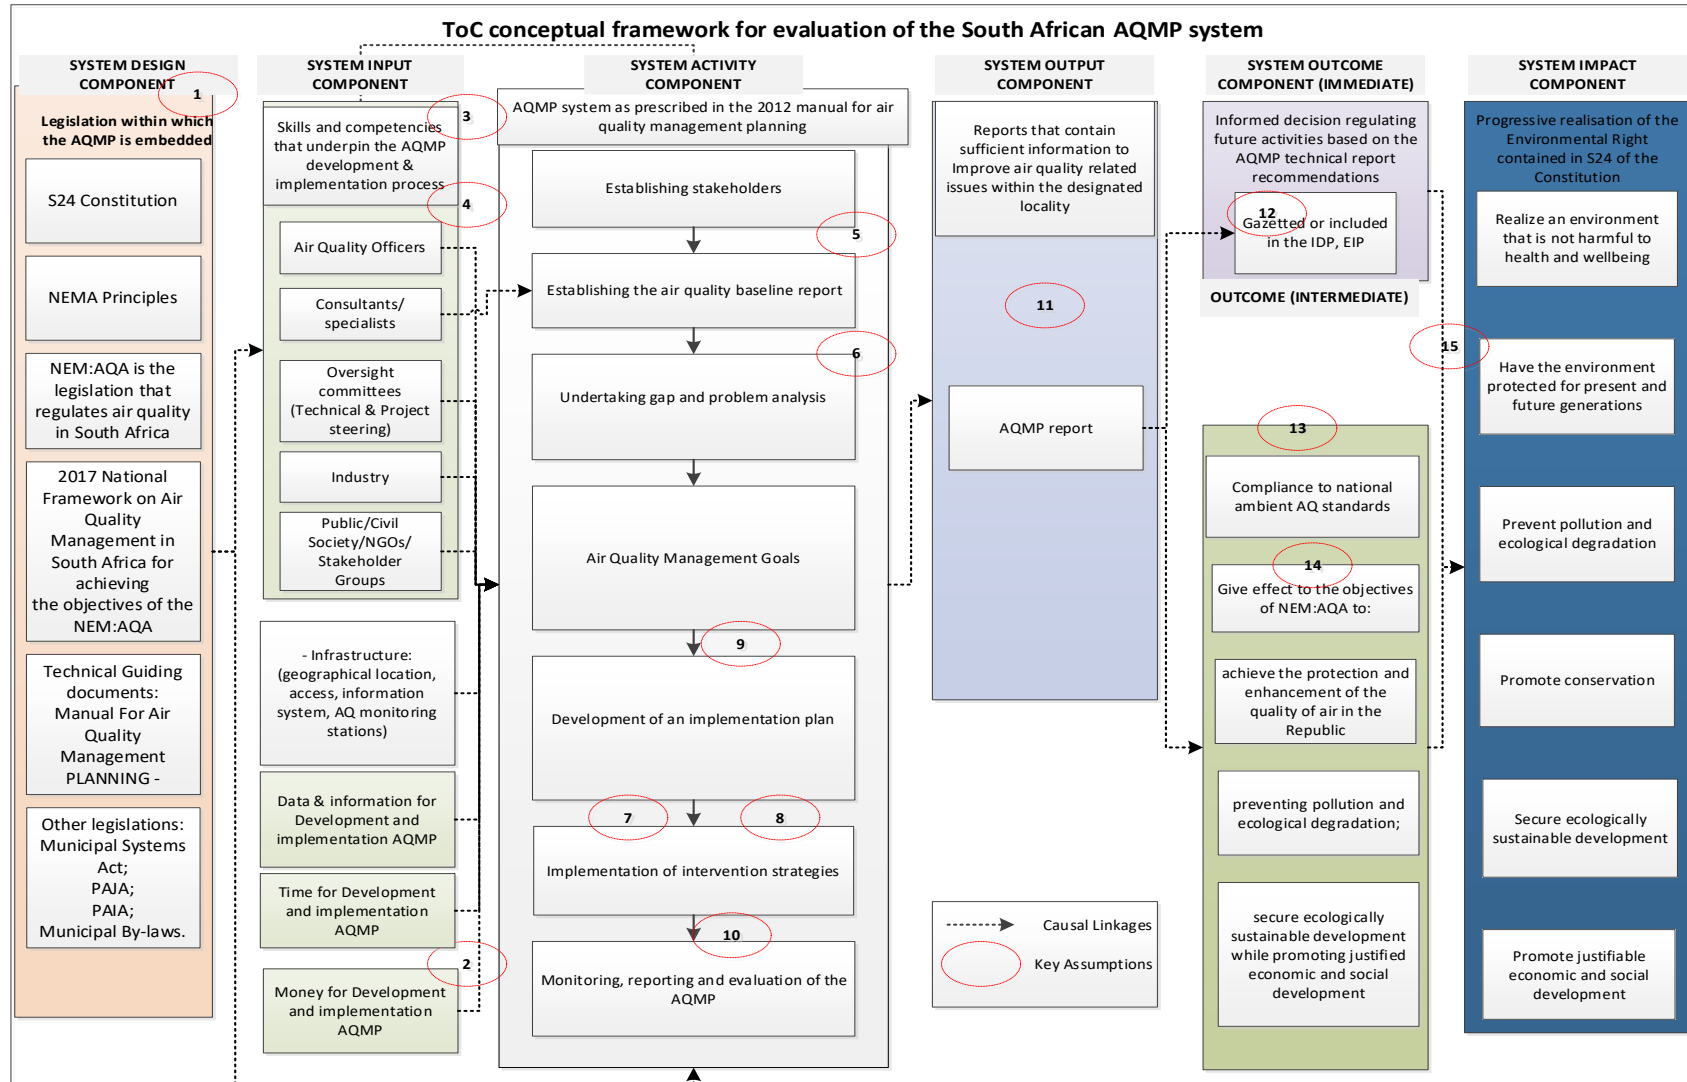 ToC conceptual framework for evaluation of the South African AQMP system
SYSTEM DESIGN
COMPONENT
1
Legislation within which
the AQMP is embedded
S24 Constitution
NEMA Principles
NEM:AQA is the
legislation that
regulates air quality
in South Africa
2017 National
Framework on Air
Quality
Management in
South Africa for
achieving
the objectives of the
NEM:AQA
Technical Guiding
documents:
Manual For Air
Quality
Management
PLANNING -
Other legislations:
Municipal Systems
Act;
PAJA;
PAIA;
Municipal By-laws.
SYSTEM INPUT
COMPONENT
3
Skills and competencies
that underpin the AQMP
development &
implementation process
4
Air Quality Officers
Consultants/
specialists
Oversight
committees
(Technical & Project
steering)
Industry
Public/Civil
Society/NGOs/
Stakeholder
Groups
- Infrastructure:
(geographical location,
access, information
system, AQ monitoring
stations)
Data & information for
Development and
implementation AQMP
Time for Development
and implementation
AQMP
2
Money for Development
and implementation
AQMP
SYSTEM ACTIVITY
COMPONENT
AQMP system as prescribed in the 2012 manual for air
quality management planning
Establishing stakeholders
5
Establishing the air quality baseline report
6
Undertaking gap and problem analysis
Air Quality Management Goals
9
Development of an implementation plan
7
8
Implementation of intervention strategies
10
Monitoring, reporting and evaluation of the
AQMP
SYSTEM OUTPUT
COMPONENT
Reports that contain
sufficient information to
Improve air quality related
issues within the designated
locality
11
AQMP report
Causal Linkages
Key Assumptions
SYSTEM OUTCOME
COMPONENT (IMMEDIATE)
Informed decision regulating
future activities based on the
AQMP technical report
recommendations
12
Gazetted or included
in the IDP, EIP
OUTCOME (INTERMEDIATE)
13
Compliance to national
ambient AQ standards
14
Give effect to the objectives
of NEM:AQA to:
achieve the protection and
enhancement of the
quality of air in the
Republic
preventing pollution and
ecological degradation;
secure ecologically
sustainable development
while promoting justified
economic and social
development
15
SYSTEM IMPACT
COMPONENT
Progressive realisation of the
Environmental Right
contained in S24 of the
Constitution
Realize an environment
that is not harmful to
health and wellbeing
Have the environment
protected for present and
future generations
Prevent pollution and
ecological degradation
Promote conservation
Secure ecologically
sustainable development
Promote justifiable
economic and social
development